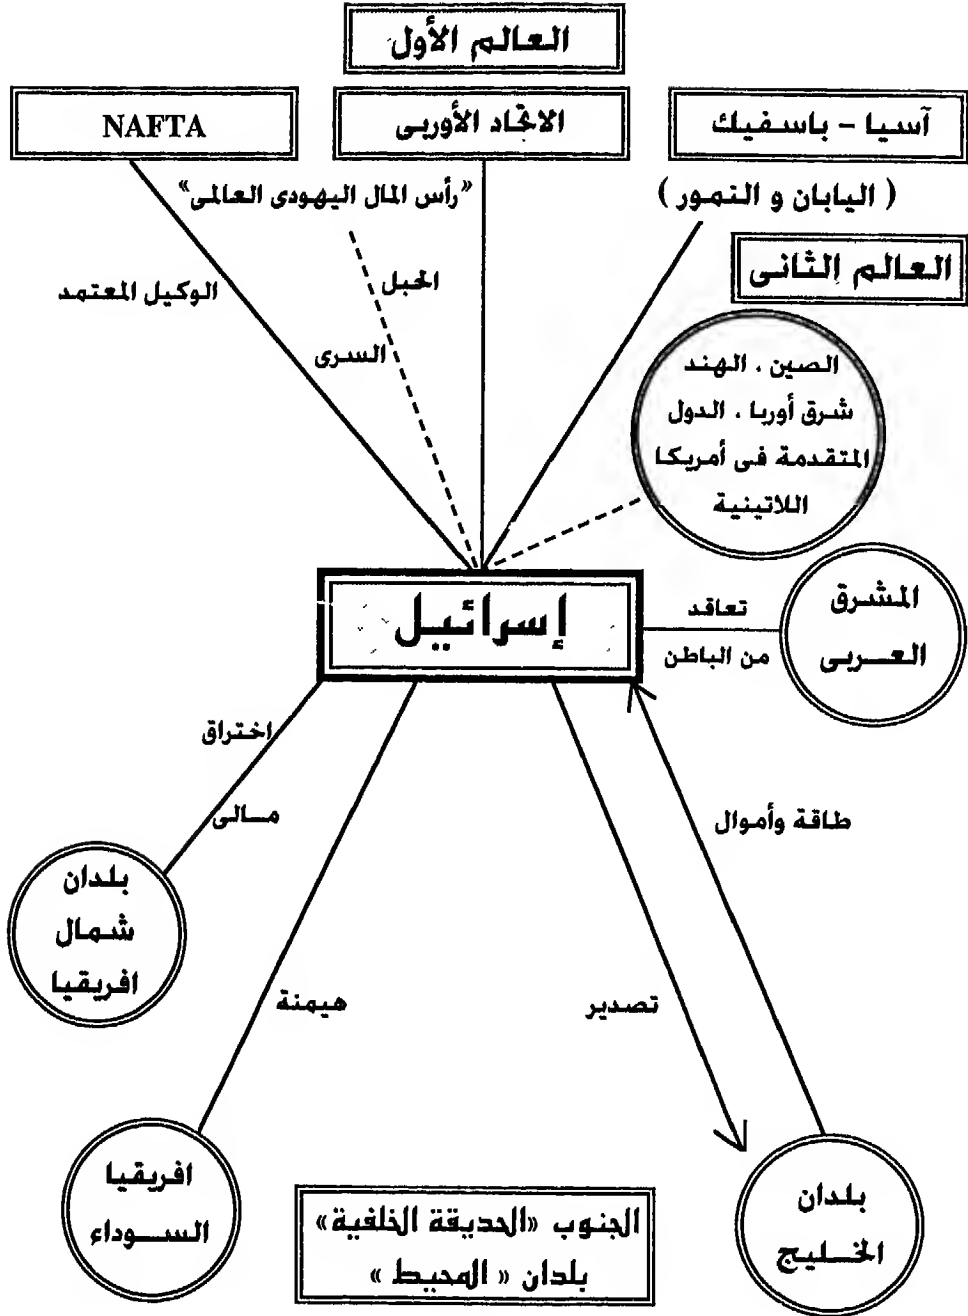 العالم الأول
آسيا - باسفيك
الاتحاد الأوربى
NAFTA
( اليابان و النمور )
«رأس المال اليهودى العالمى»
العالم الثانى
الحبل
السرى
الوكيل المعتمد
الصين ، الهند
شرق أوربا ، الدول
المتقدمة فى أمريكا
اللاتينية
إسرائيل
تعاقد
من الباطن
المشرق
العربى
اختراق
مالى
طاقة وأموال
بلدان
شمال
افريقيا
هيمنة
تصدير
افريقيا
السوداء
الجنوب «الحديقة الخلفية»
بلدان « المحيط »
بلدان
الخليج